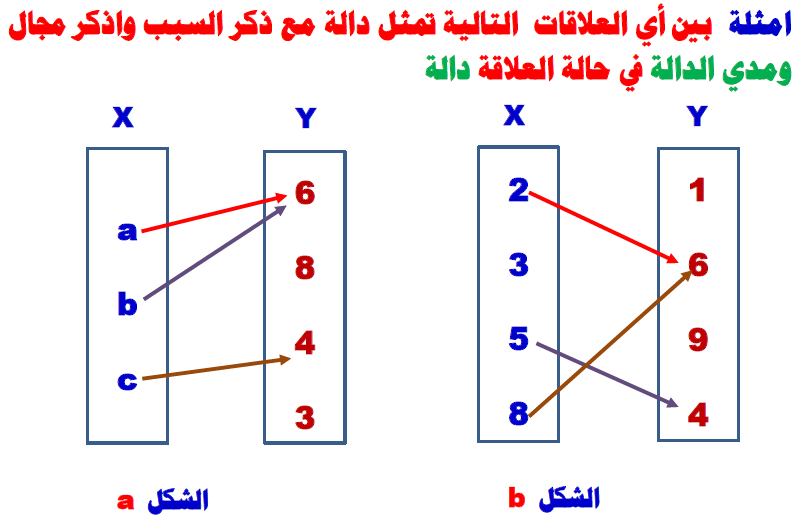 امثلة بين أي العلاقات التالية تمثل دالة مع ذكر السبب واذكر مجال
ومدي الدالة في حالة العلاقة دالة
X Y
a 6
b 8
c 4
3
الشكل a
X Y
2 1
3 6
5 9
8 4
الشكل b